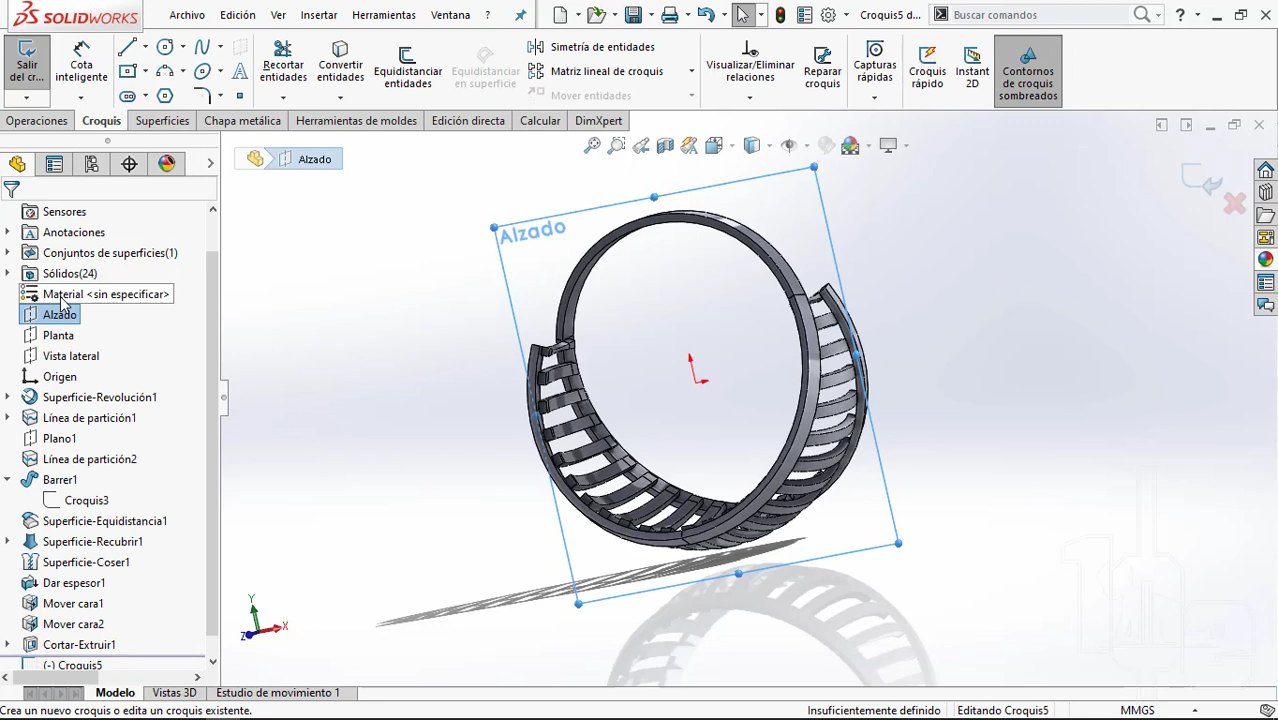 SOLIDWORKS
Archivo
Edición
Ver
Insertar
Herramientas
Ventana
Croquis5 d...
Buscar comandos
Salir del cr...
Cota inteligente
Recortar entidades
Convertir entidades
Equidistanciar entidades
Equidistanciar en superficie
Simetría de entidades
Matriz lineal de croquis
Mover entidades
Visualizar/Eliminar relaciones
Reparar croquis
Capturas rápidas
Croquis rápido
Instant 2D
Contornos de croquis sombreados
Operaciones
Croquis
Superficies
Chapa metálica
Herramientas de moldes
Edición directa
Calcular
DimXpert
Alzado
Sensores
Anotaciones
Conjuntos de superficies(1)
Sólidos(24)
Material <sin especificar>
Alzado
Planta
Vista lateral
Origen
Superficie-Revolución1
Línea de partición1
Plano1
Línea de partición2
Barrer1
Croquis3
Superficie-Equidistancia1
Superficie-Recubrir1
Superficie-Coser1
Dar espesor1
Mover cara1
Mover cara2
Cortar-Extruir1
(-) Croquis5
Alzado
Y
X
Z
Modelo
Vistas 3D
Estudio de movimiento 1
Crea un nuevo croquis o edita un croquis existente.
Insuficientemente definido
Editando Croquis5
MMGS